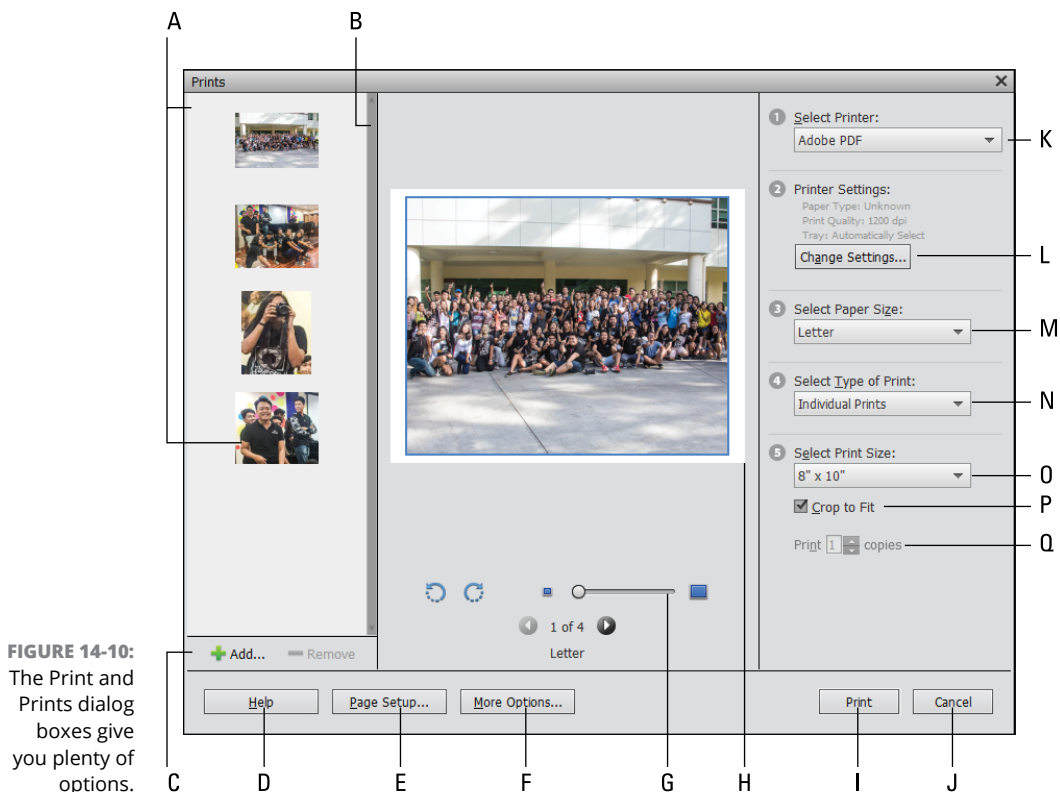 A
B
Prints
1 Select Printer:
Adobe PDF
K
2 Printer Settings:
Paper Type: Unknown
Print Quality: 1200 dpi
Tray: Automatically Select
Change Settings...
L
3 Select Paper Size:
Letter
M
4 Select Type of Print:
Individual Prints
N
5 Select Print Size:
8" x 10"
O
Crop to Fit
P
Print 1 copies
Q
1 of 4
Letter
Add...
Remove
Help
Page Setup...
More Options...
Print
Cancel
FIGURE 14-10:
The Print and
Prints dialog
boxes give
you plenty of
options.
C
D
E
F
G
H
I
J